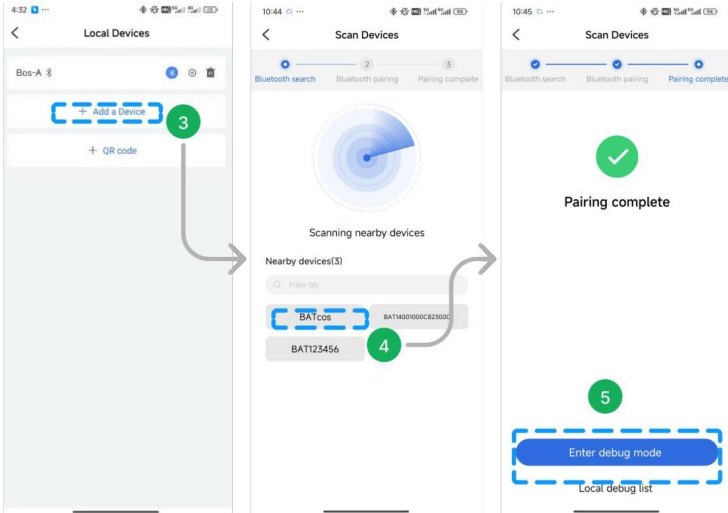 4:32
Local Devices
Bos-A
+ Add a Device
3
+ QR code
10:44
Scan Devices
2
3
Bluetooth search
Bluetooth pairing
Pairing complete
Scanning nearby devices
Nearby devices(3)
Filter SN
BATcos
BAT14001000C823000
BAT123456
4
10:45
Scan Devices
Bluetooth search
Bluetooth pairing
Pairing complete
Pairing complete
5
Enter debug mode
Local debug list